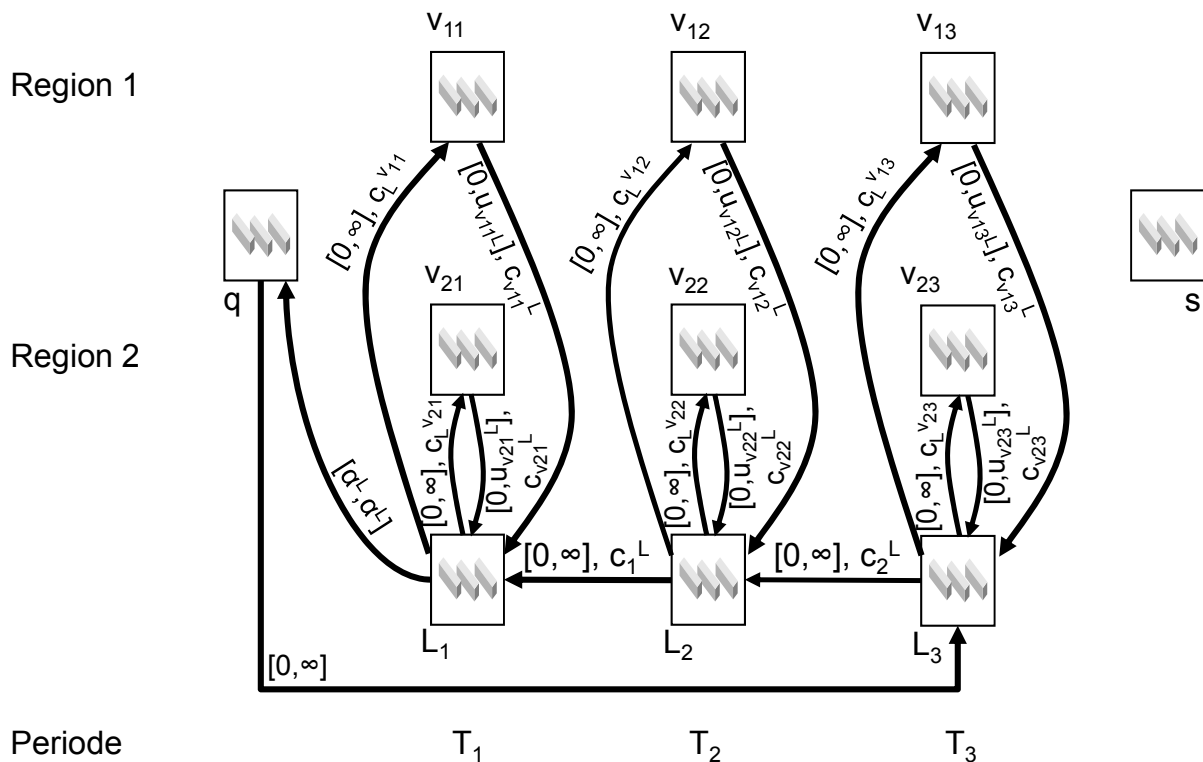 v₁₁ v₁₂ v₁₃
Region 1
[0, ∞], c_L^v₁₁
[0,u_v11^L], c_v11^L
[0, ∞], c_L^v₁₂
[0,u_v12^L], c_v12^L
[0, ∞], c_L^v₁₃
[0,u_v13^L], c_v13^L
q
s
v₂₁ v₂₂ v₂₃
Region 2
[0, ∞], c_L^v21
[0,u_v21^L],
c_v21^L
[0, ∞], c_L^v22
[0,u_v22^L],
c_v22^L
[0, ∞], c_L^v23
[0,u_v23^L],
c_v23^L
[α^L,α^L]
[0,∞], c₁^L
[0,∞], c₂^L
L₁ L₂ L₃
[0,∞]
Periode T₁ T₂ T₃